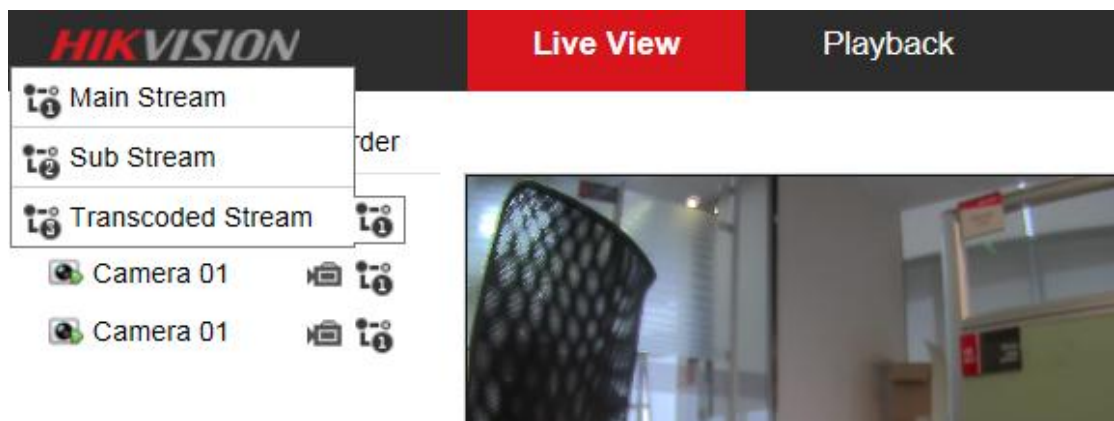 HIKVISION
Live View
Playback
Main Stream
Sub Stream
rder
Transcoded Stream
Camera 01
Camera 01